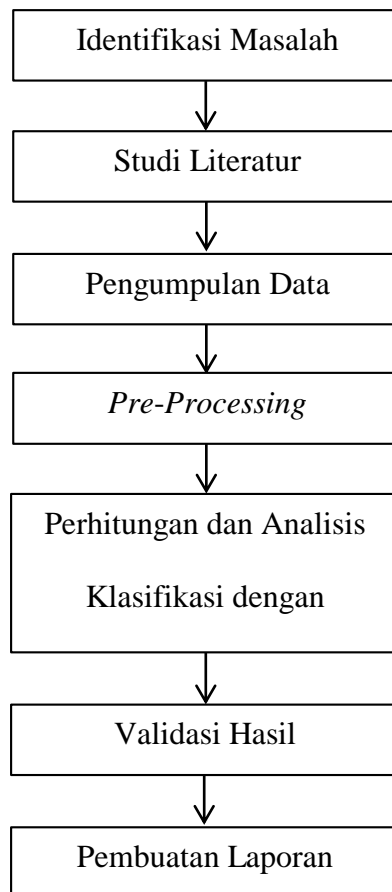 Identifikasi Masalah
Studi Literatur
Pengumpulan Data
Pre-Processing
Perhitungan dan Analisis
Klasifikasi dengan
Validasi Hasil
Pembuatan Laporan